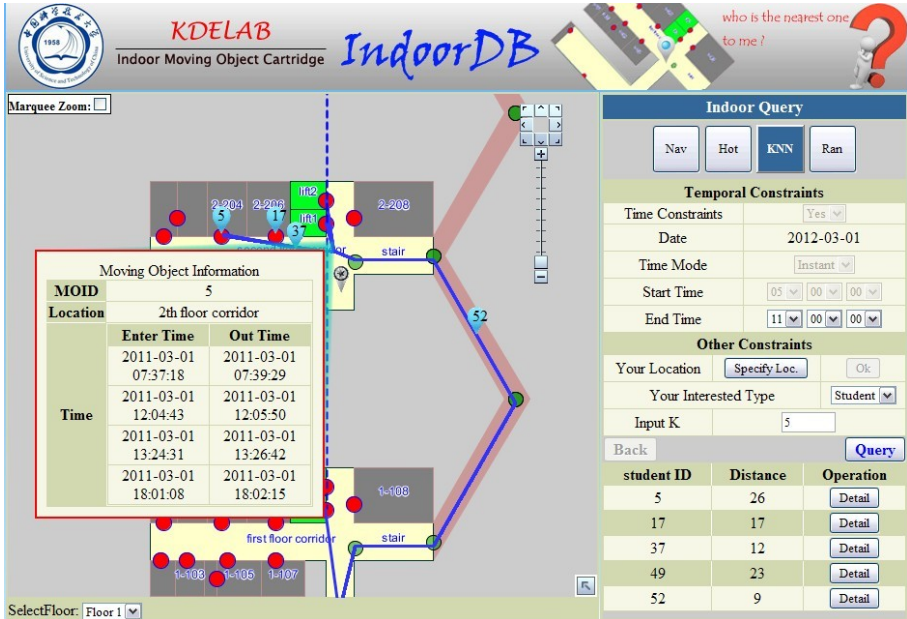 1958
KDELAB
Indoor Moving Object Cartridge
IndoorDB
who is the nearest one
to me ?
Marquee Zoom:
lift2
2-204
2-206
2-208
5
17
lift1
37
stair
52
Moving Object Information
MOID 5
Location 2th floor corridor
Time
Enter Time Out Time
2011-03-01 07:37:18 2011-03-01 07:39:29
2011-03-01 12:04:43 2011-03-01 12:05:50
2011-03-01 13:24:31 2011-03-01 13:26:42
2011-03-01 18:01:08 2011-03-01 18:02:15
1-108
first floor corridor
stair
1-103
1-105
1-107
SelectFloor: Floor 1
Indoor Query
Nav Hot KNN Ran
Temporal Constraints
Time Constraints Yes
Date 2012-03-01
Time Mode Instant
Start Time 05 00 00
End Time 11 00 00
Other Constraints
Your Location Specify Loc. Ok
Your Interested Type Student
Input K 5
Back Query
student ID Distance Operation
5 26 Detail
17 17 Detail
37 12 Detail
49 23 Detail
52 9 Detail